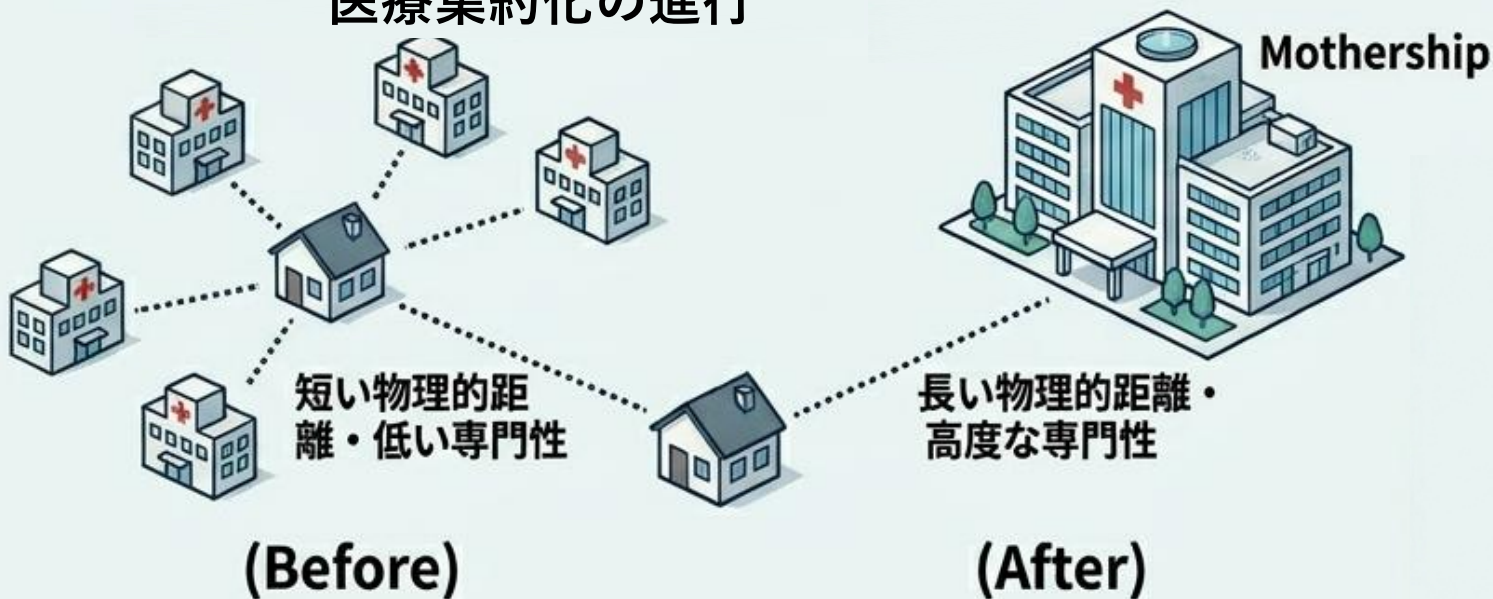 医療集約化の進行
Mothership
短い物理的距
離・低い専門性
長い物理的距離・
高度な専門性
(Before)
(After)